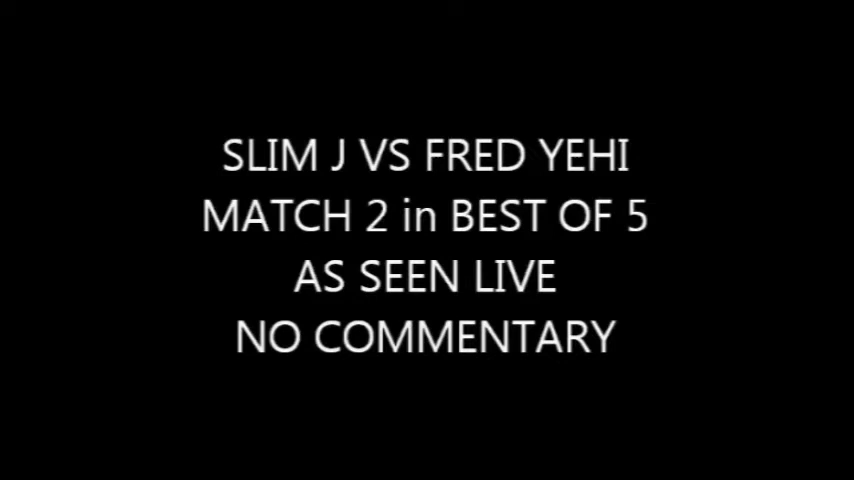 SLIM J VS FRED YEHI
MATCH 2 in BEST OF 5
AS SEEN LIVE
NO COMMENTARY